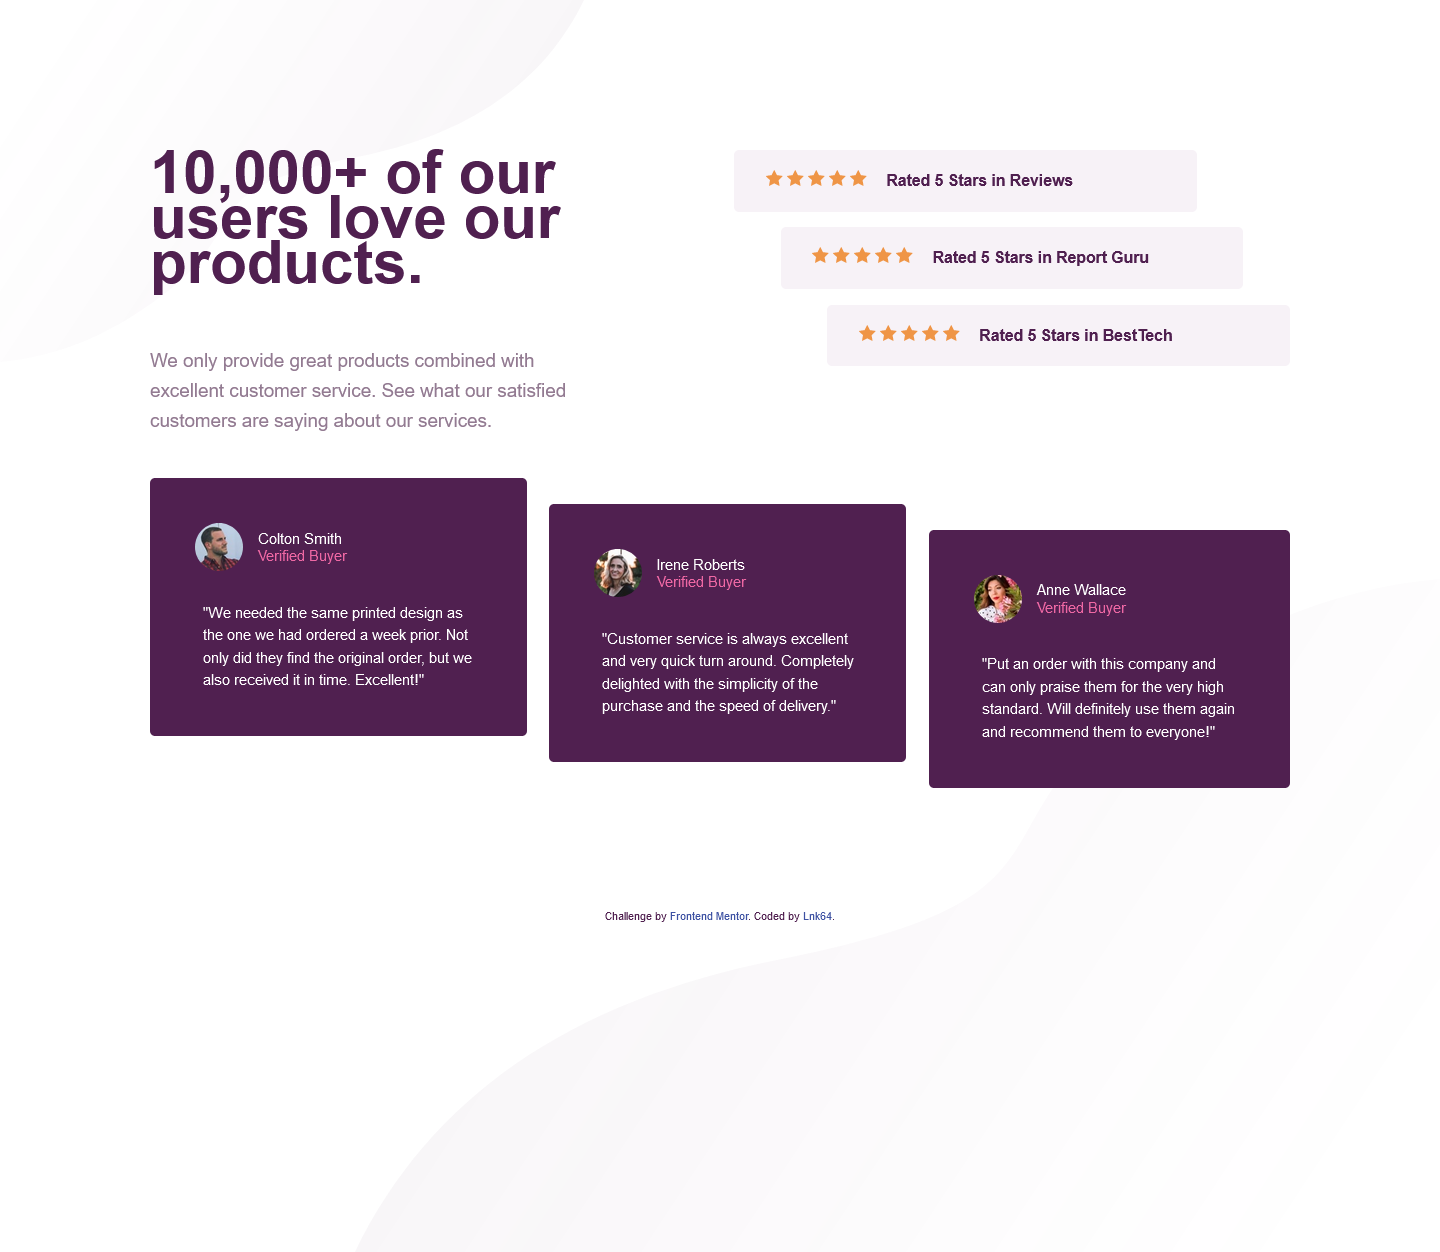 10,000+ of our
users love our
products.
We only provide great products combined with
excellent customer service. See what our satisfied
customers are saying about our services.
Rated 5 Stars in Reviews
Rated 5 Stars in Report Guru
Rated 5 Stars in BestTech
Colton Smith
Verified Buyer
"We needed the same printed design as
the one we had ordered a week prior. Not
only did they find the original order, but we
also received it in time. Excellent!"
Irene Roberts
Verified Buyer
"Customer service is always excellent
and very quick turn around. Completely
delighted with the simplicity of the
purchase and the speed of delivery."
Anne Wallace
Verified Buyer
"Put an order with this company and
can only praise them for the very high
standard. Will definitely use them again
and recommend them to everyone!"
Challenge by Frontend Mentor. Coded by Lnk64.